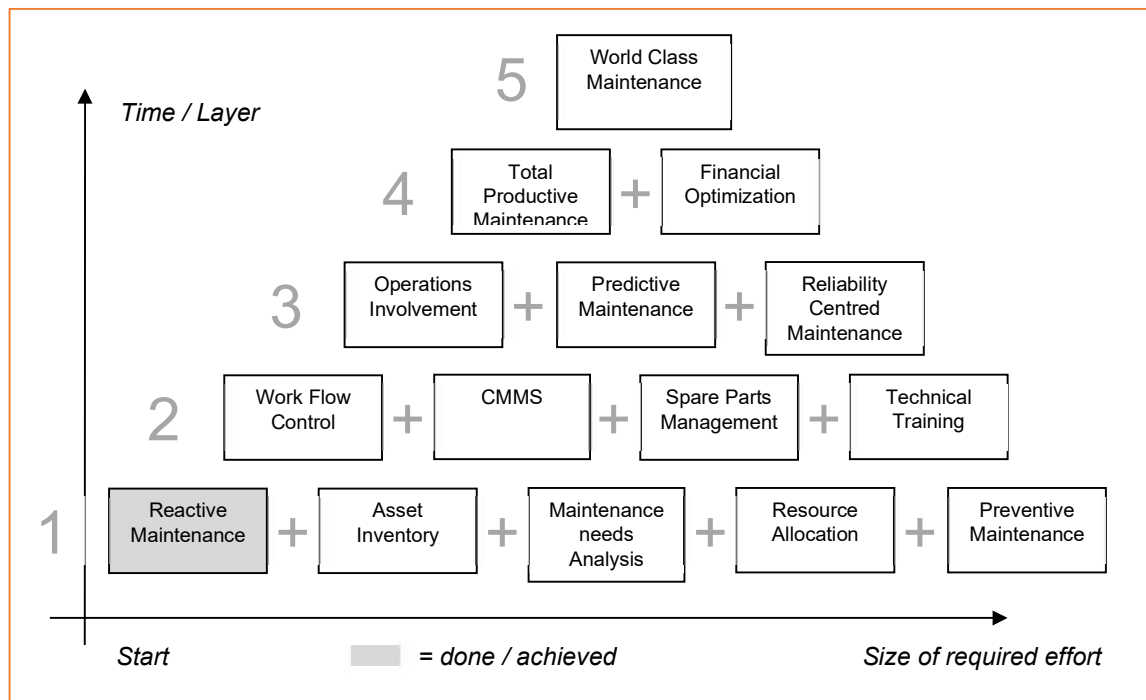 5
World Class
Maintenance
Time / Layer
4
Total
Productive
Maintenance
+
Financial
Optimization
3
Operations
Involvement
+
Predictive
Maintenance
+
Reliability
Centred
Maintenance
2
Work Flow
Control
+
CMMS
+
Spare Parts
Management
+
Technical
Training
1
Reactive
Maintenance
+
Asset
Inventory
+
Maintenance
needs
Analysis
+
Resource
Allocation
+
Preventive
Maintenance
Start
= done / achieved
Size of required effort